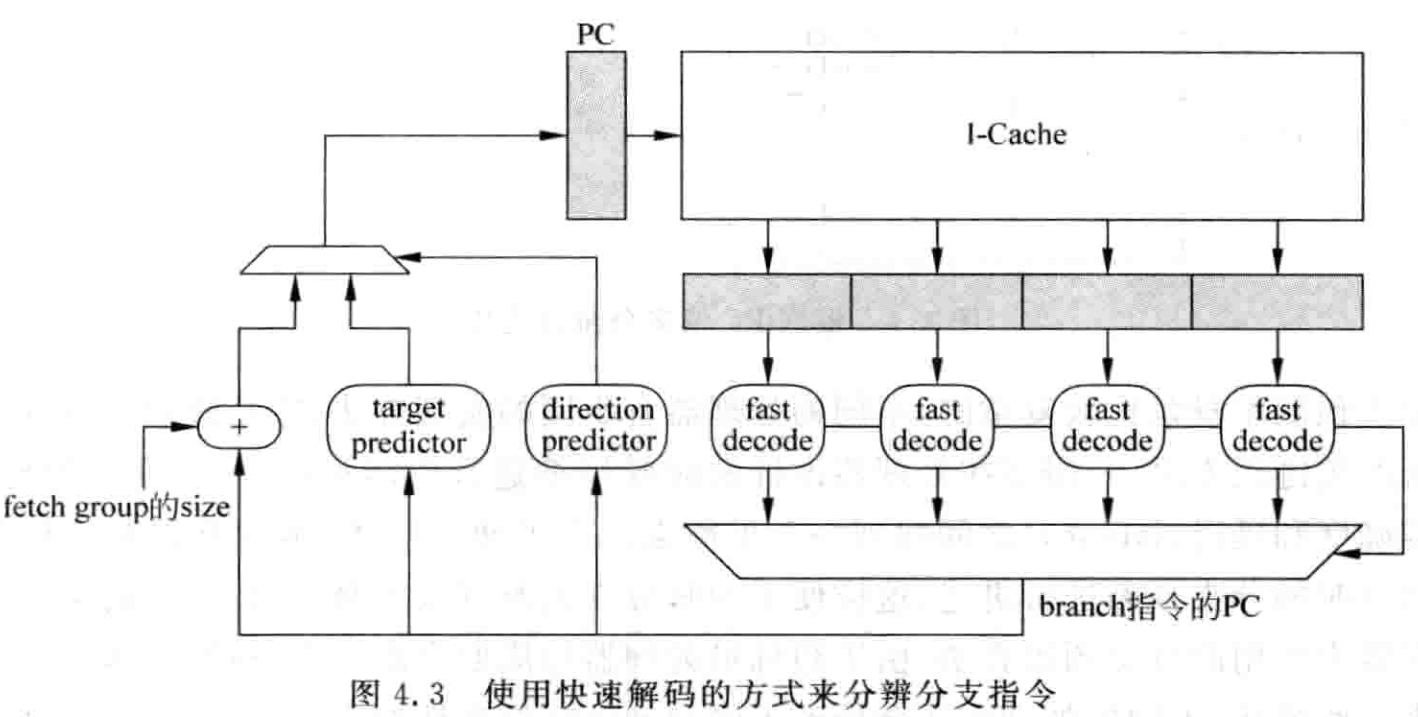 PC
I-Cache
target
predictor
direction
predictor
fast
decode
fast
decode
fast
decode
fast
decode
+
fetch group的size
branch指令的PC
图 4.3 使用快速解码的方式来分辨分支指令